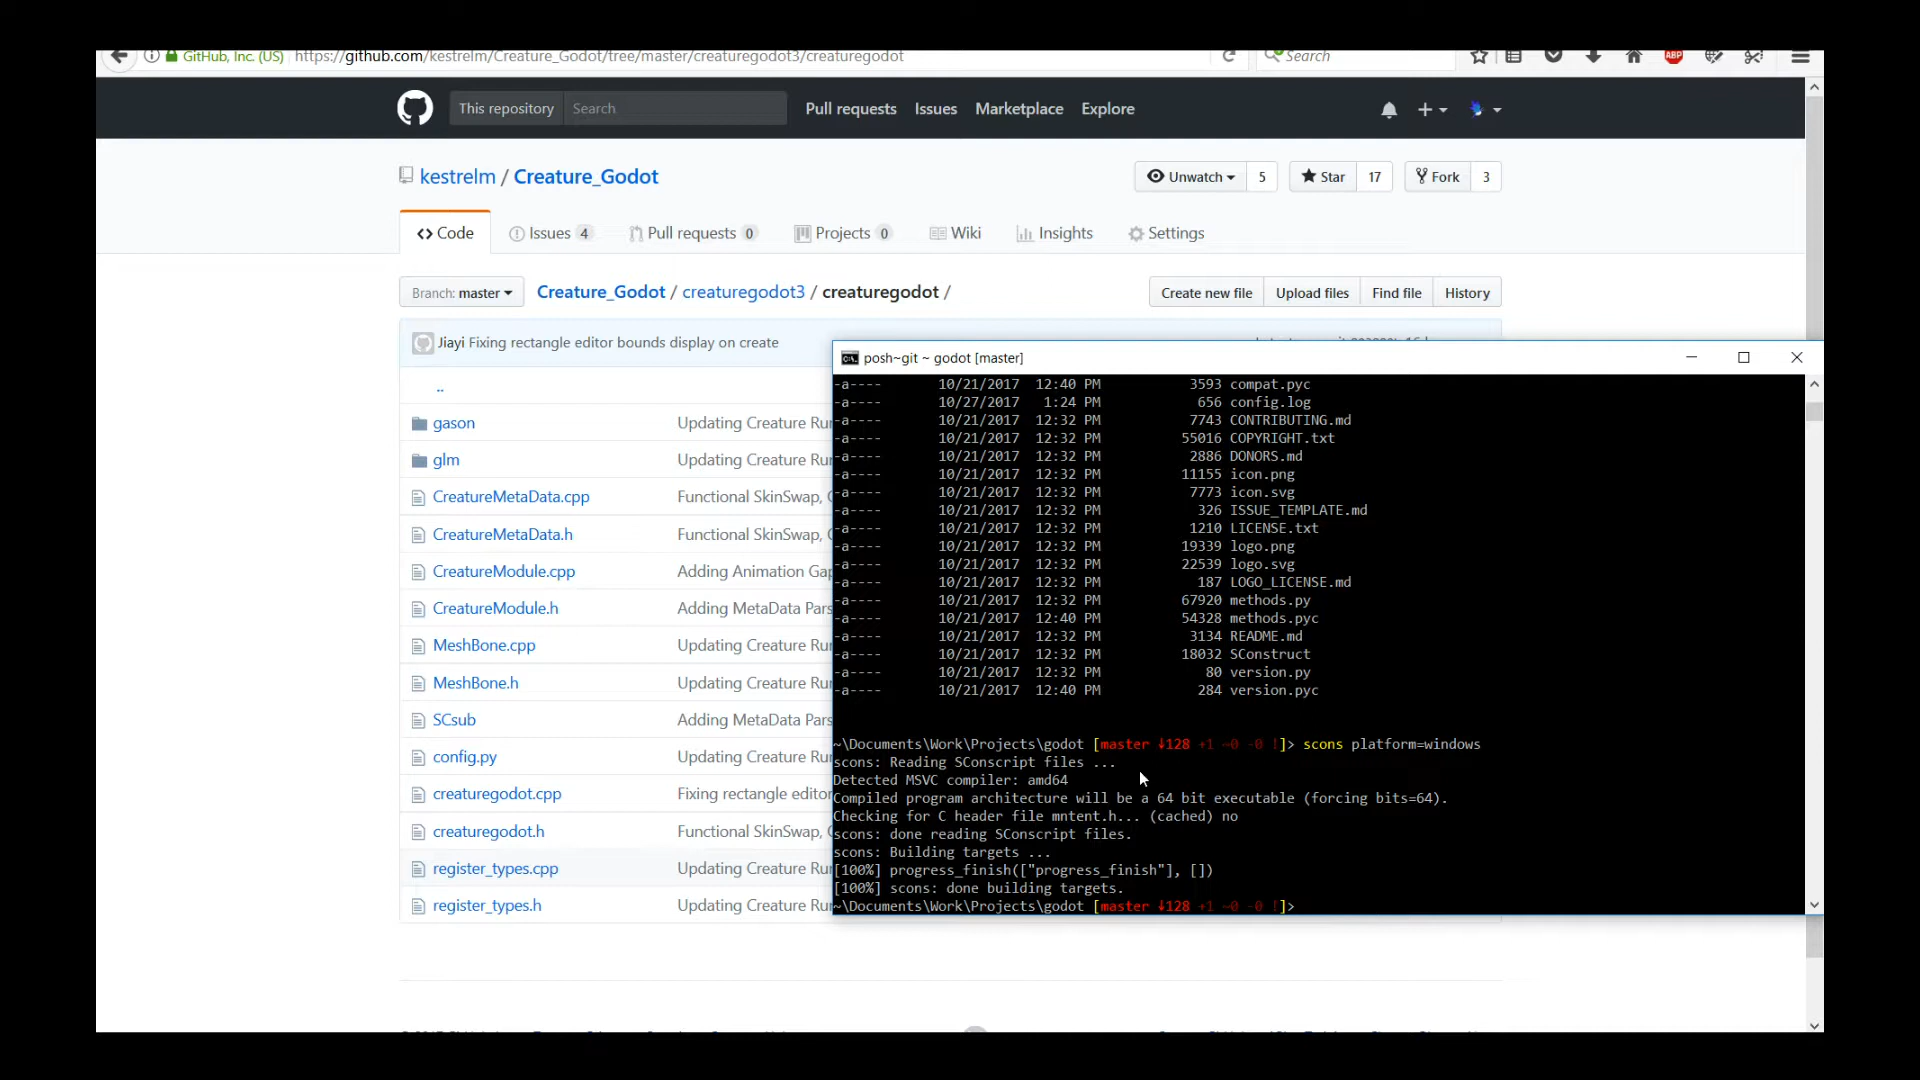 GitHub, Inc. (US) https://github.com/kestrelm/Creature_Godot/tree/master/creaturegodot3/creaturegodot Search ABP
This repository Search Pull requests Issues Marketplace Explore
kestrelm / Creature_Godot Unwatch 5 Star 17 Fork 3
Code Issues 4 Pull requests 0 Projects 0 Wiki Insights Settings
Branch: master Creature_Godot / creaturegodot3 / creaturegodot / Create new file Upload files Find file History
Jiayi Fixing rectangle editor bounds display on create
..
gason Updating Creature Ru
glm Updating Creature Ru
CreatureMetaData.cpp Functional SkinSwap,
CreatureMetaData.h Functional SkinSwap,
CreatureModule.cpp Adding Animation Ga
CreatureModule.h Adding MetaData Pars
MeshBone.cpp Updating Creature Ru
MeshBone.h Updating Creature Ru
SCsub Adding MetaData Pars
config.py Updating Creature Ru
creaturegodot.cpp Fixing rectangle editor
creaturegodot.h Functional SkinSwap,
register_types.cpp Updating Creature Ru
register_types.h Updating Creature Ru
posh~git ~ godot [master]
-a---- 10/21/2017 12:40 PM 3593 compat.pyc
-a---- 10/27/2017 1:24 PM 656 config.log
-a---- 10/21/2017 12:32 PM 7743 CONTRIBUTING.md
-a---- 10/21/2017 12:32 PM 55016 COPYRIGHT.txt
-a---- 10/21/2017 12:32 PM 2886 DONORS.md
-a---- 10/21/2017 12:32 PM 11155 icon.png
-a---- 10/21/2017 12:32 PM 7773 icon.svg
-a---- 10/21/2017 12:32 PM 326 ISSUE_TEMPLATE.md
-a---- 10/21/2017 12:32 PM 1210 LICENSE.txt
-a---- 10/21/2017 12:32 PM 19339 logo.png
-a---- 10/21/2017 12:32 PM 22539 logo.svg
-a---- 10/21/2017 12:32 PM 187 LOGO_LICENSE.md
-a---- 10/21/2017 12:32 PM 67920 methods.py
-a---- 10/21/2017 12:40 PM 54328 methods.pyc
-a---- 10/21/2017 12:32 PM 3134 README.md
-a---- 10/21/2017 12:32 PM 18032 SConstruct
-a---- 10/21/2017 12:32 PM 80 version.py
-a---- 10/21/2017 12:40 PM 284 version.pyc
~\Documents\Work\Projects\godot [master ↓128 +1 ~0 -0 !]> scons platform=windows
scons: Reading SConscript files ...
Detected MSVC compiler: amd64
Compiled program architecture will be a 64 bit executable (forcing bits=64).
Checking for C header file mntent.h... (cached) no
scons: done reading SConscript files.
scons: Building targets ...
[100%] progress_finish(["progress_finish"], [])
[100%] scons: done building targets.
~\Documents\Work\Projects\godot [master ↓128 +1 ~0 -0 !]>